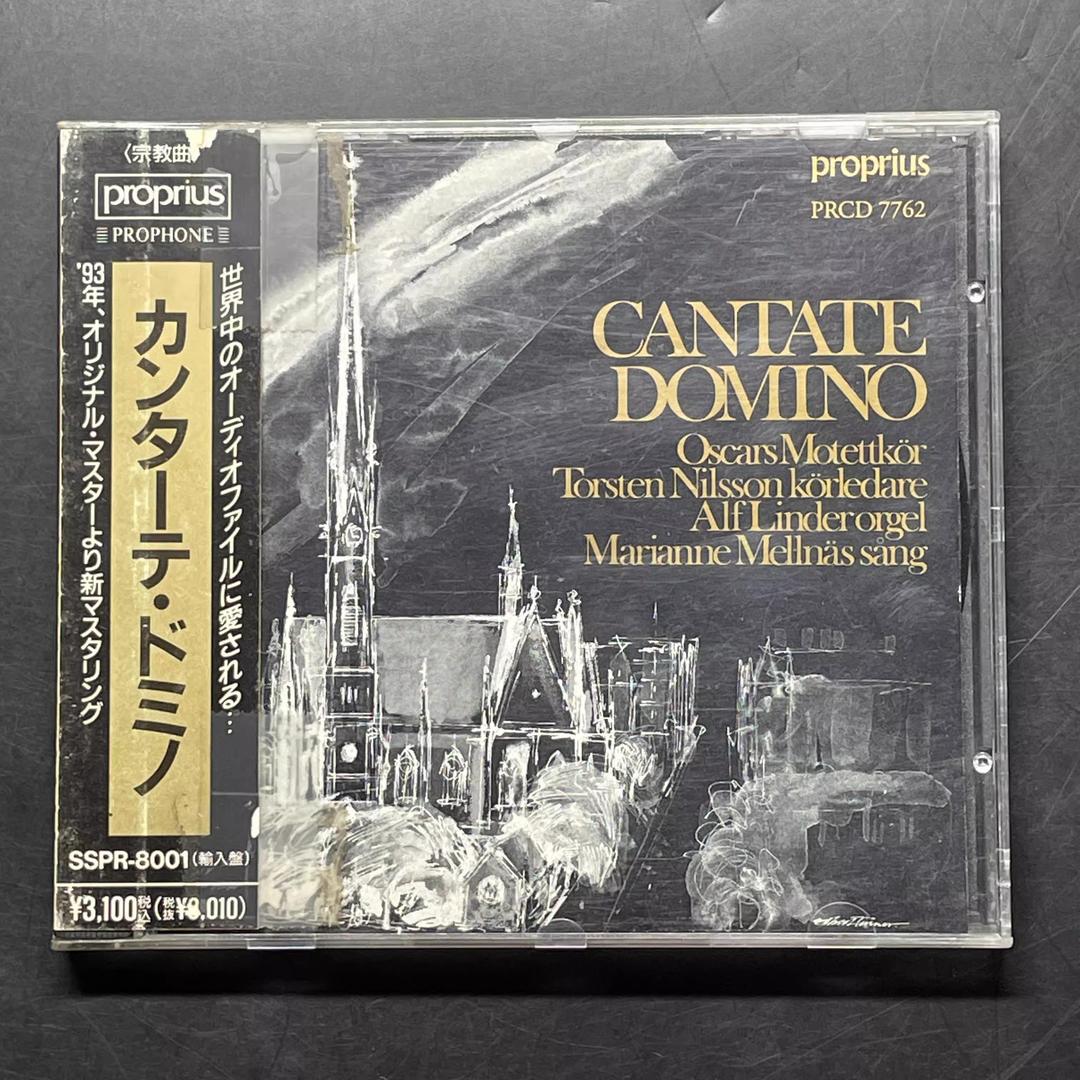 〈宗教曲〉
proprius
PROPHONE
世界中のオーディオファイルに愛される…
カンターテ・ドミノ
'93年、オリジナル・マスターより新マスタリング
SSPR-8001(輸入盤)
¥3,100税込(税抜¥3,010)
proprius
PRCD 7762
CANTATE
DOMINO
Oscars Motettkör
Torsten Nilsson körledare
Alf Linder orgel
Marianne Mellnäs sång